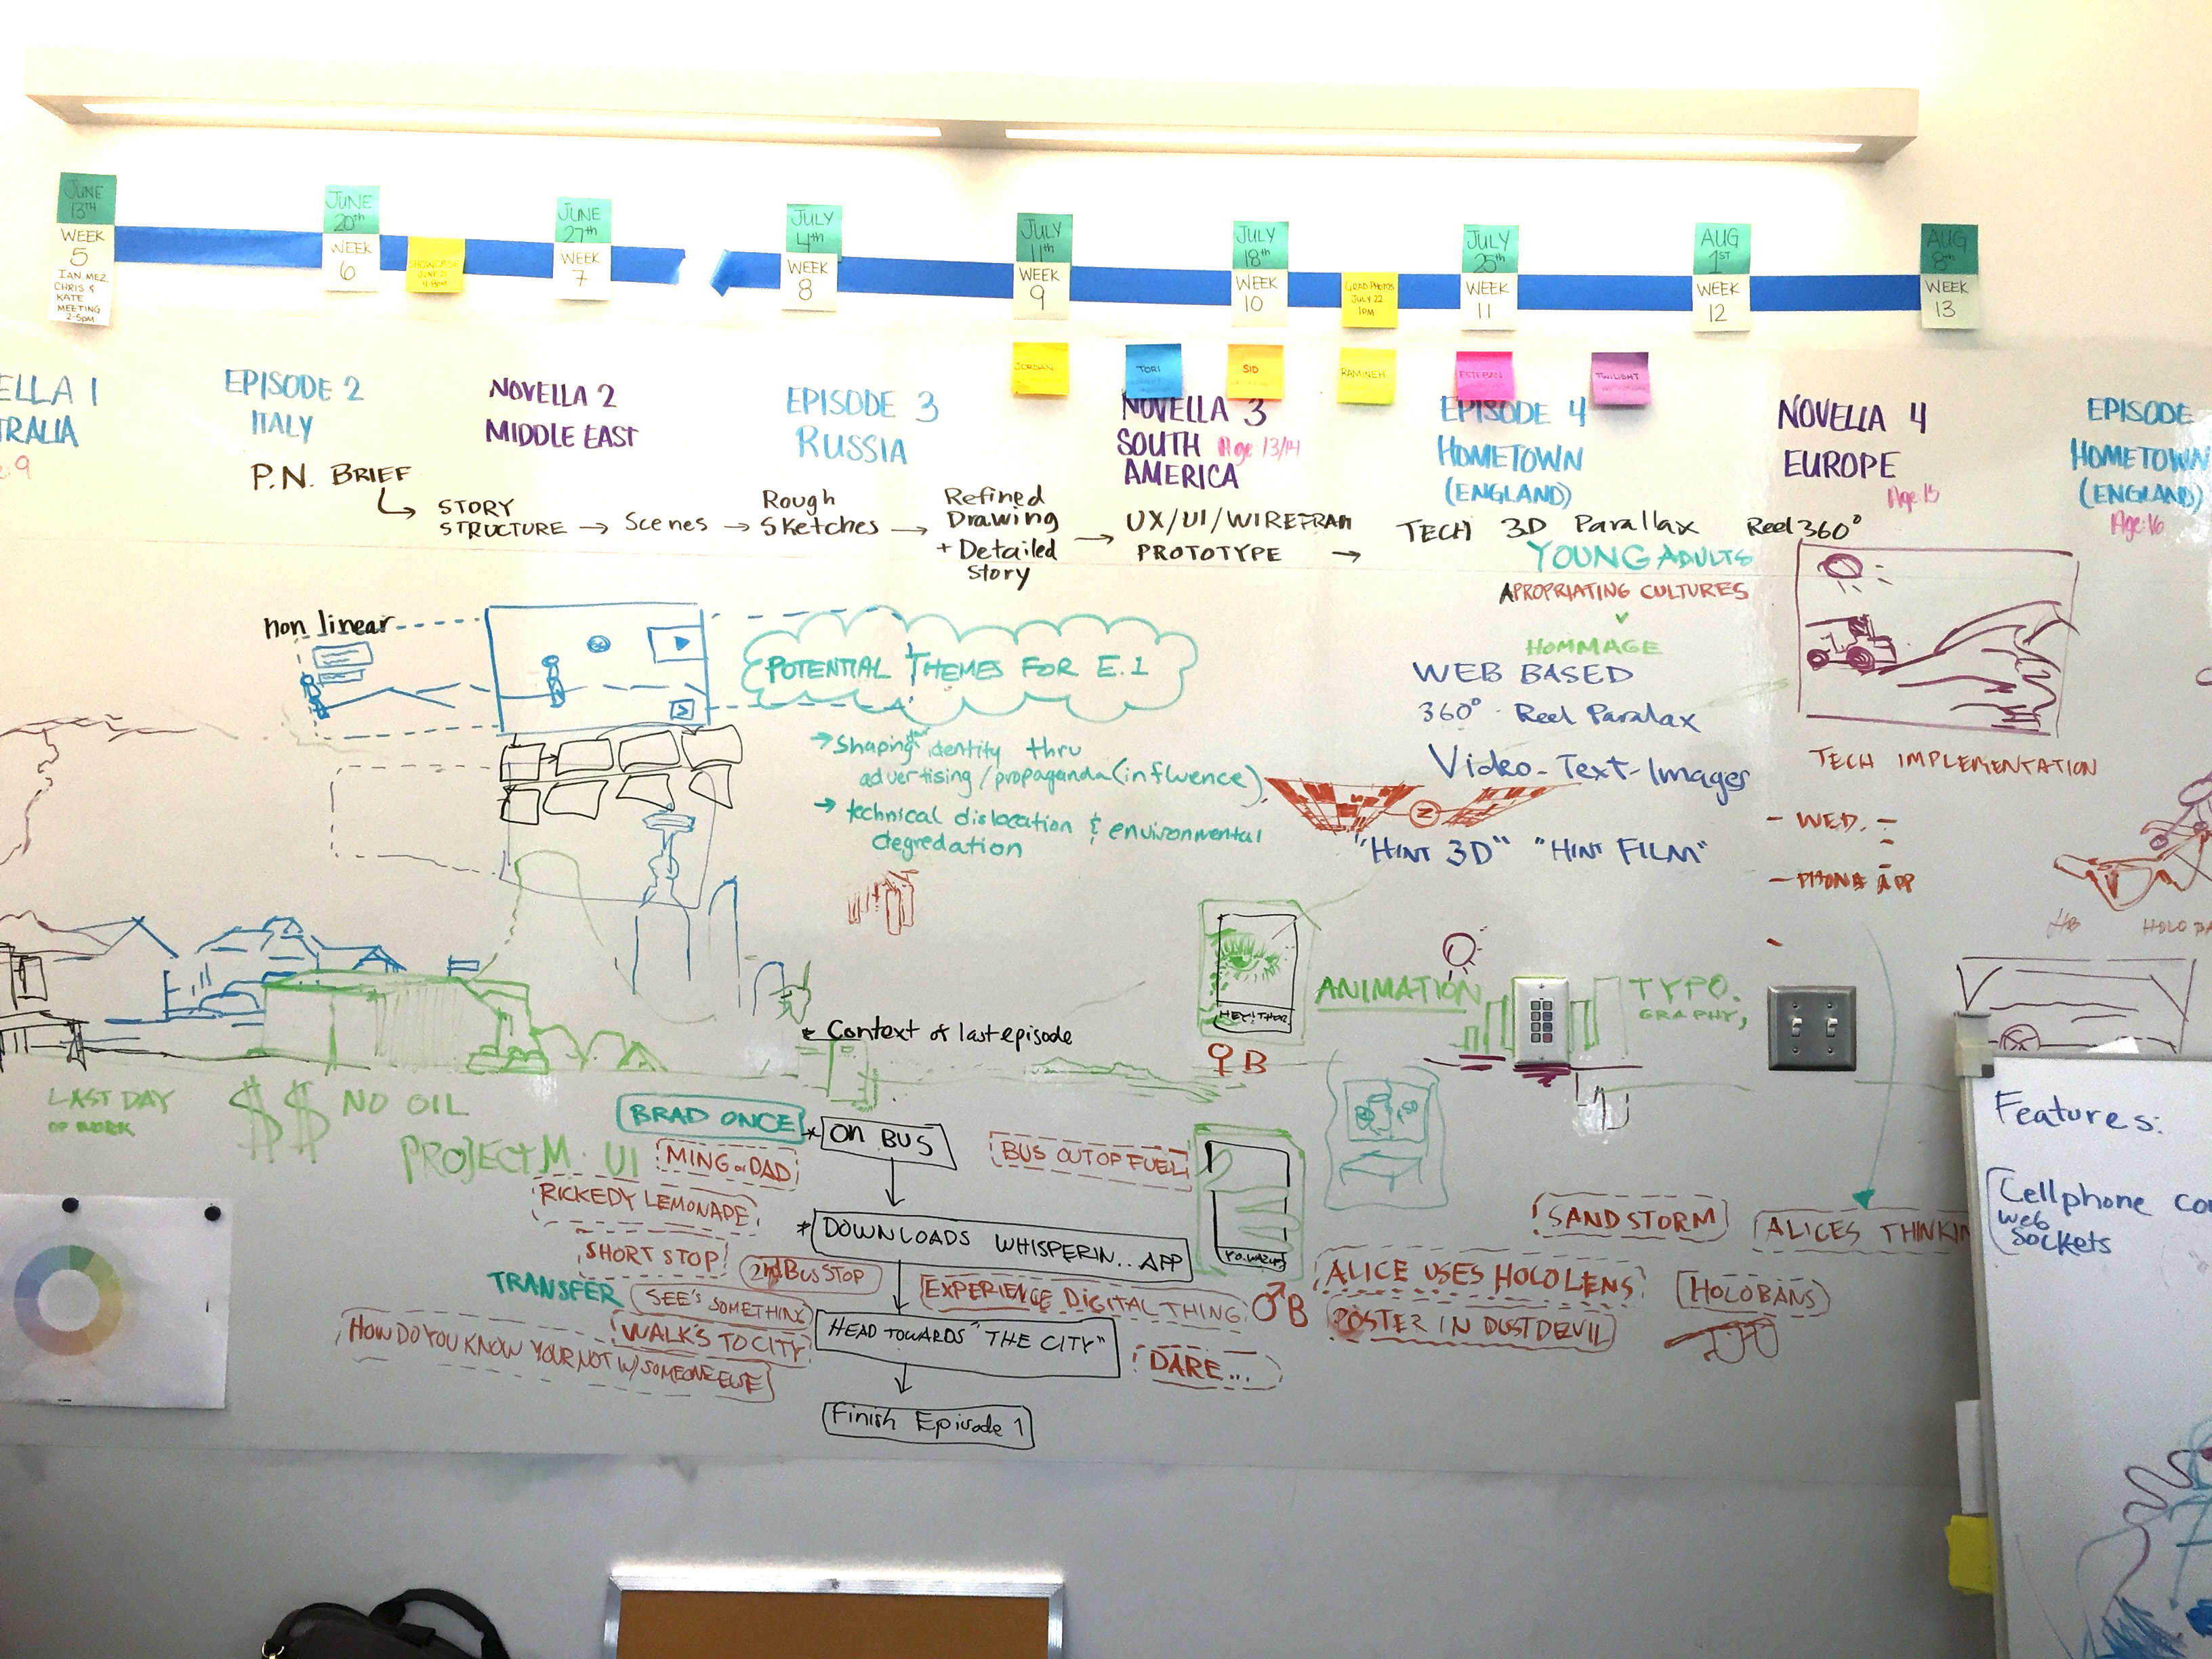 JUNE
13TH
WEEK
5
IAN MEZ,
CHRIS &
KATE
MEETING
2-5PM
JUNE
20th
WEEK
6
SHOWCASE
JUNE
JUNE
27th
WEEK
7
JULY
4th
WEEK
8
JULY
11th
WEEK
9
JULY
18th
WEEK
10
GRAD PHOTOS
JULY 22
1PM
JULY
25th
WEEK
11
AUG
1ST
WEEK
12
AUG
8th
WEEK
13
JORDAN
TORI
SID
RAMINEH
ESTEBAN
TWILIGHT
ELLA 1
RALIA
9
EPISODE 2
ITALY
NOVELLA 2
MIDDLE EAST
EPISODE 3
RUSSIA
NOVELLA 3
SOUTH Age 13/14
AMERICA
EPISODE 4
HOMETOWN
(ENGLAND)
NOVELLA 4
EUROPE
Age 15
EPISODE
HOMETOWN
(ENGLAND)
Age 16
P.N. BRIEF
STORY
STRUCTURE → Scenes → Rough
Sketches → Refined
Drawing
+ Detailed
Story → UX/UI/WIREFRAM
PROTOTYPE → TECH 3D Parallax Reel 360°
YOUNG ADULTS
APROPRIATING CULTURES
HOMMAGE
WEB BASED
360° Reel Paralax
Video-Text-Images
"HINT 3D" "HINT FILM"
non linear
POTENTIAL THEMES FOR E.1
→ Shaping identity thru
advertising/propaganda (influence)
→ technical dislocation & environmental
degredation
TECH IMPLEMENTATION
- WED.
- PHONE APP
HB
Z
HEY! THOR
♀ B
ANIMATION
TYPO.
GRAPHY,
Context of last episode
LAST DAY
OF WORK
$$ NO OIL
PROJECT M. UI
BRAD ONCE
* ON BUS
MING OR DAD
BUS OUT OF FUEL
RICKEDY LEMONADE
* DOWNLOADS WHISPERIN.. APP
SHORT STOP
2nd BUS STOP
TRANSFER
SEE'S SOMETHING
EXPERIENCE DIGITAL THING
♂ B
WALK'S TO CITY
HEAD TOWARDS "THE CITY"
HOW DO YOU KNOW YOUR NOT W/ SOMEONE ELSE
DARE...
Finish Episode 1
SANDSTORM
ALICES THINKIN
ALICE USES HOLOLENS
HOLOBANS
POSTER IN DUSTDEVIL
Features:
Cellphone co
web
sockets